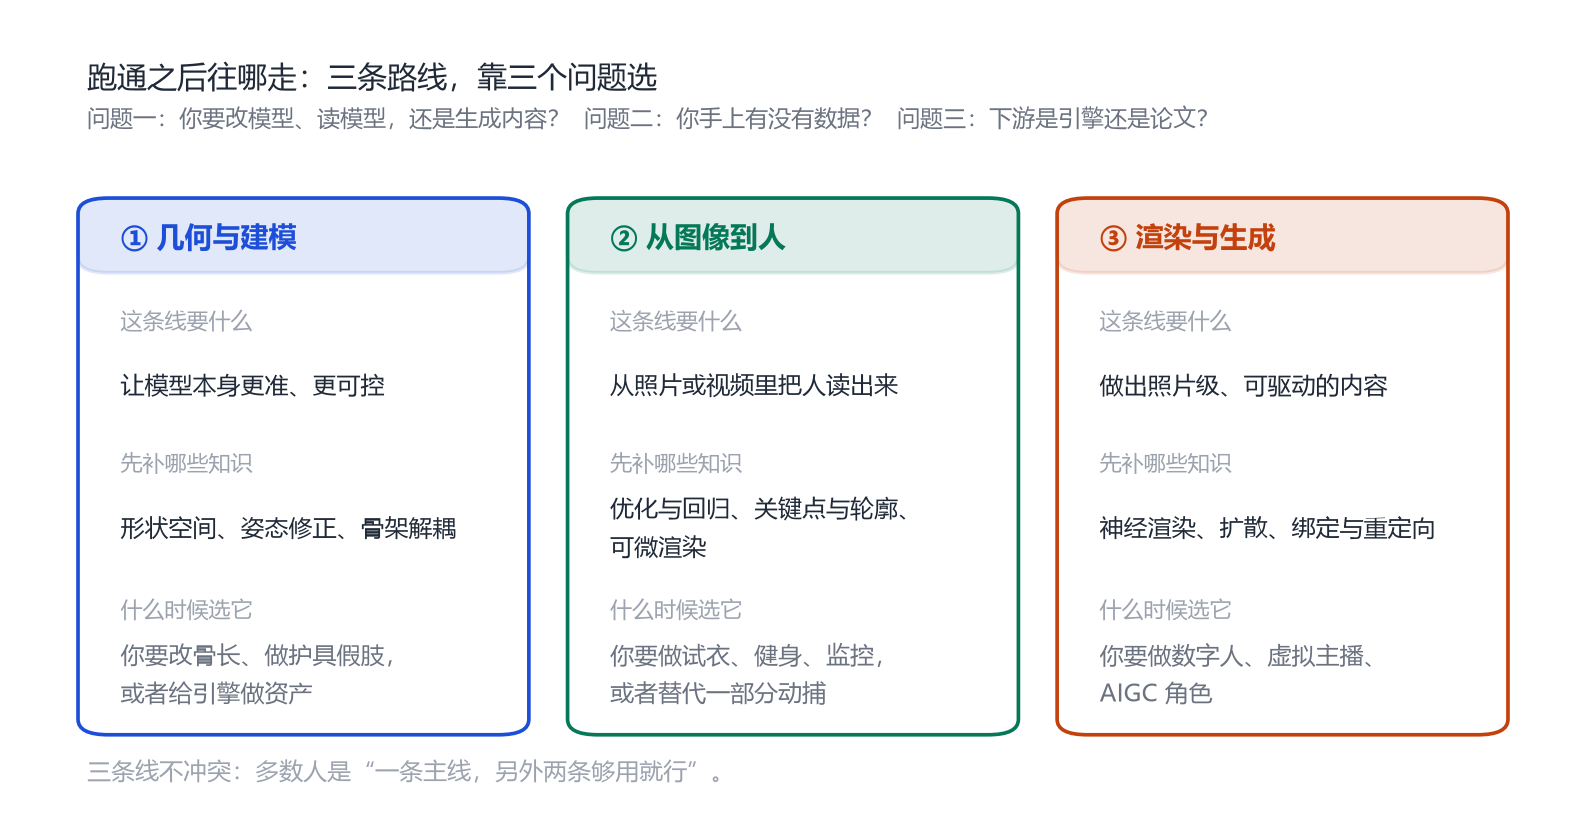 跑通之后往哪走：三条路线，靠三个问题选
问题一：你要改模型、读模型，还是生成内容？ 问题二：你手上有没有数据？ 问题三：下游是引擎还是论文？
① 几何与建模
这条线要什么
让模型本身更准、更可控
先补哪些知识
形状空间、姿态修正、骨架解耦
什么时候选它
你要改骨长、做护具假肢，
或者给引擎做资产
② 从图像到人
这条线要什么
从照片或视频里把人读出来
先补哪些知识
优化与回归、关键点与轮廓、
可微渲染
什么时候选它
你要做试衣、健身、监控，
或者替代一部分动捕
③ 渲染与生成
这条线要什么
做出照片级、可驱动的内容
先补哪些知识
神经渲染、扩散、绑定与重定向
什么时候选它
你要做数字人、虚拟主播、
AIGC 角色
三条线不冲突：多数人是“一条主线，另外两条够用就行”。